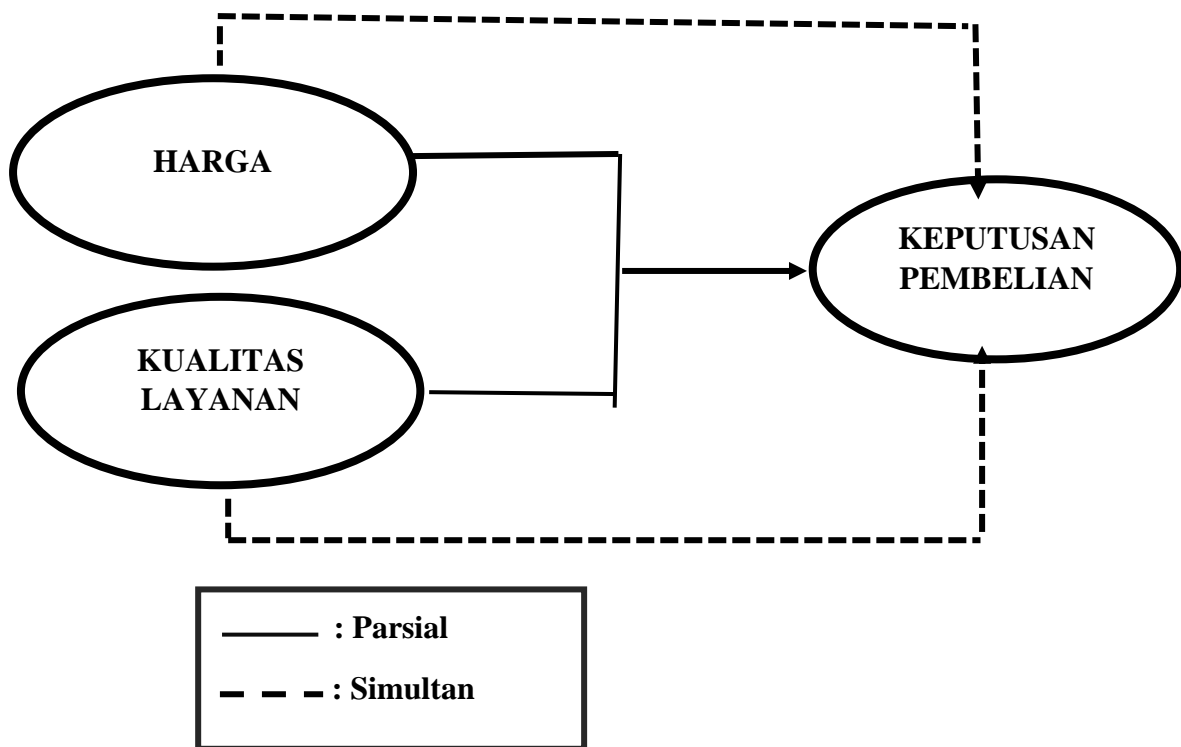 HARGA
KEPUTUSAN
PEMBELIAN
KUALITAS
LAYANAN
: Parsial
: Simultan